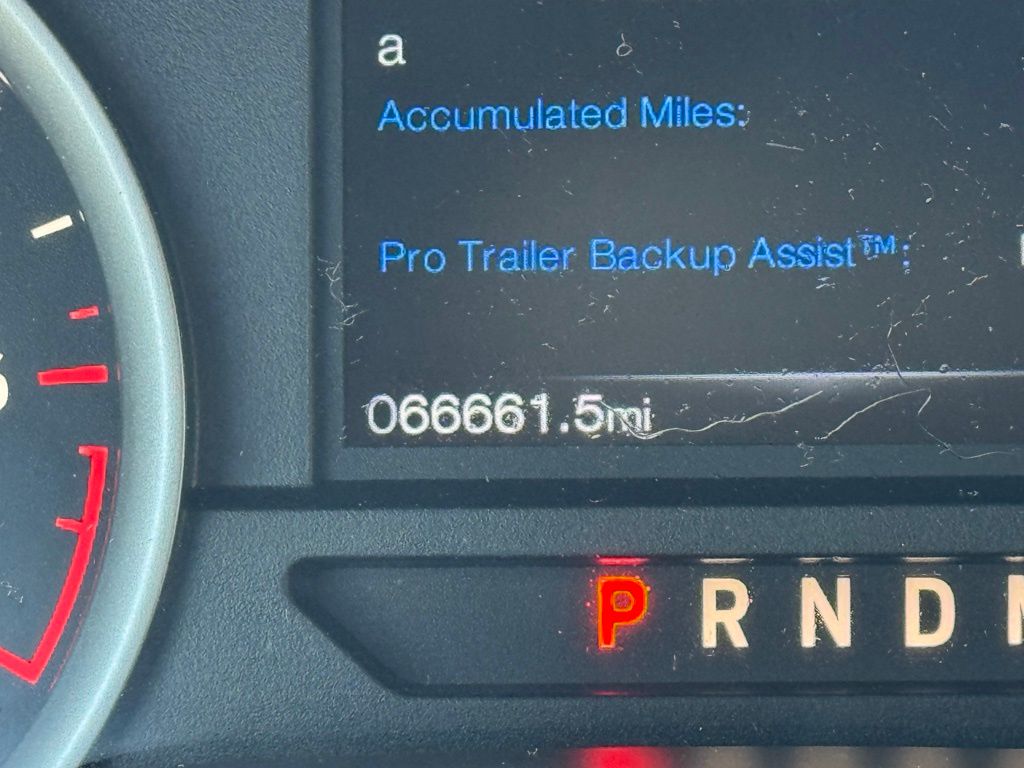 a
Accumulated Miles:
Pro Trailer Backup Assist™:
066661.5mi
P R N D